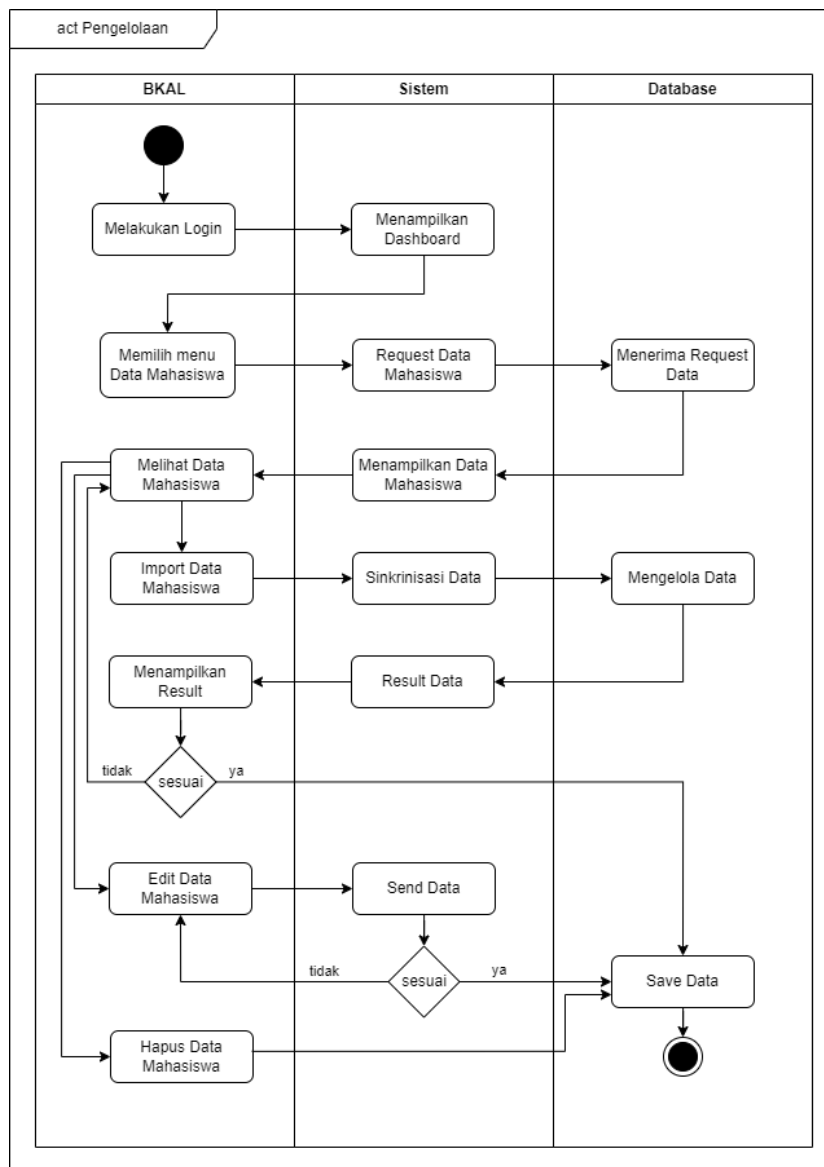 act Pengelolaan
BKAL
Sistem
Database
Melakukan Login
Menampilkan
Dashboard
Memilih menu
Data Mahasiswa
Request Data
Mahasiswa
Menerima Request
Data
Melihat Data
Mahasiswa
Menampilkan Data
Mahasiswa
Import Data
Mahasiswa
Sinkrinisasi Data
Mengelola Data
Menampilkan
Result
Result Data
tidak
sesuai
ya
Edit Data
Mahasiswa
Send Data
tidak
sesuai
ya
Save Data
Hapus Data
Mahasiswa